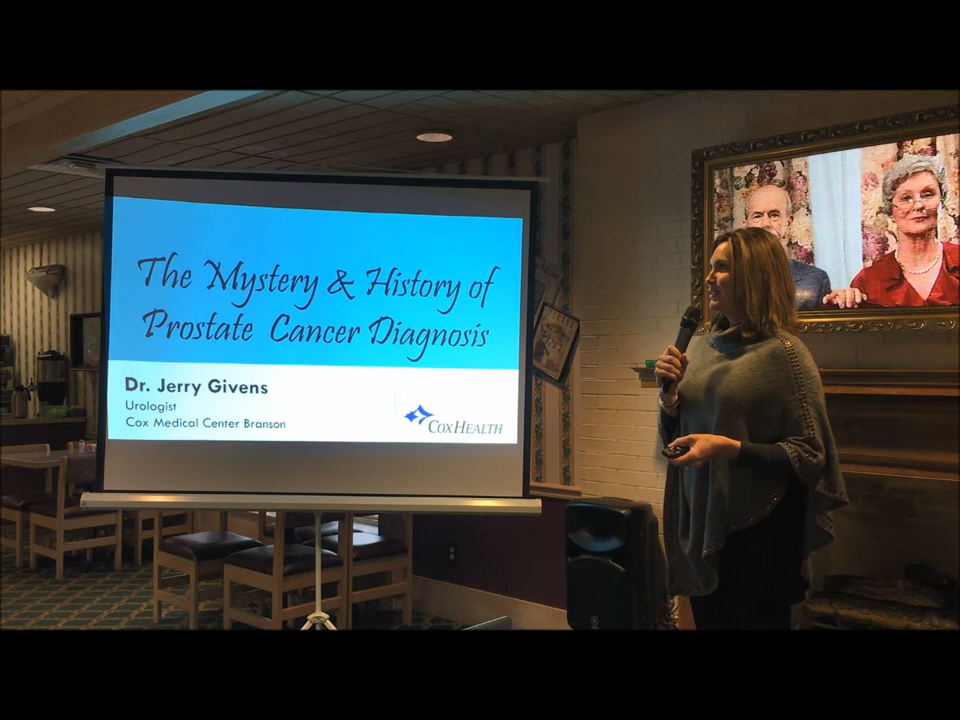 The Mystery & History of
Prostate Cancer Diagnosis
Dr. Jerry Givens
Urologist
Cox Medical Center Branson
COXHEALTH